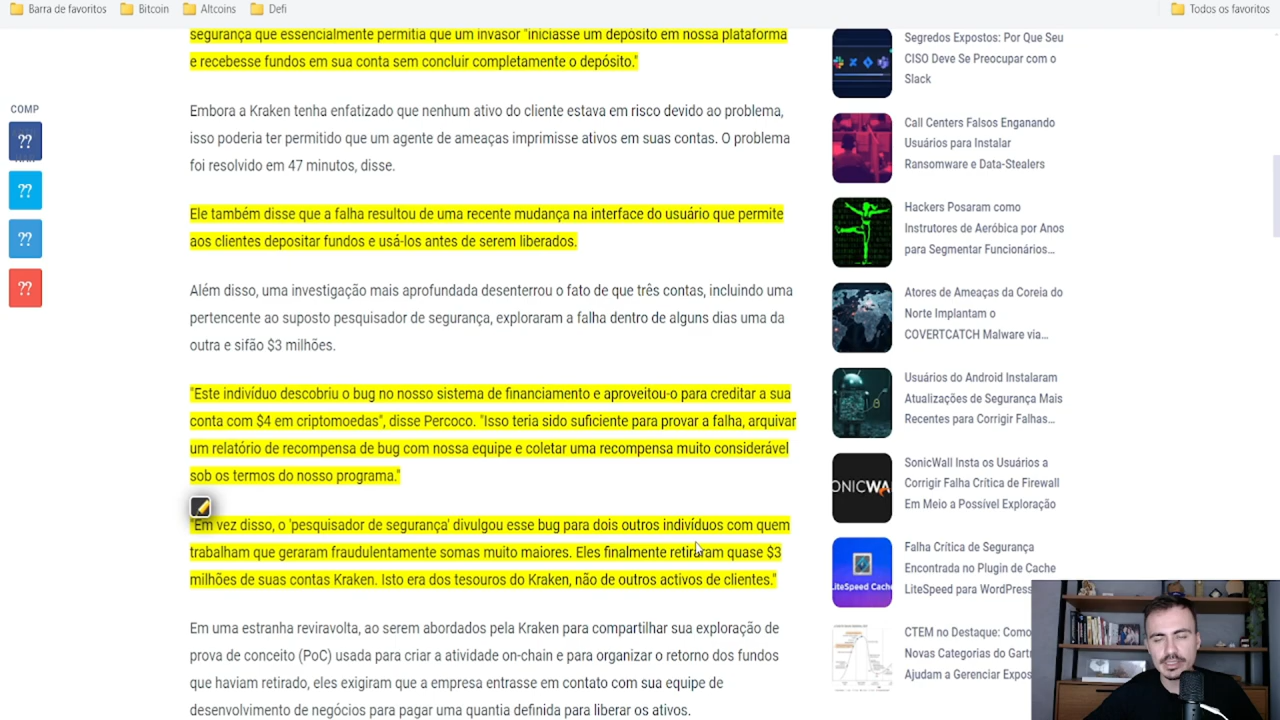 Barra de favoritos
Bitcoin
Altcoins
Defi
Todos os favoritos
COMP
??
??
??
??
segurança que essencialmente permitia que um invasor "iniciasse um depósito em nossa plataforma
e recebesse fundos em sua conta sem concluir completamente o depósito."
Embora a Kraken tenha enfatizado que nenhum ativo do cliente estava em risco devido ao problema,
isso poderia ter permitido que um agente de ameaças imprimisse ativos em suas contas. O problema
foi resolvido em 47 minutos, disse.
Ele também disse que a falha resultou de uma recente mudança na interface do usuário que permite
aos clientes depositar fundos e usá-los antes de serem liberados.
Além disso, uma investigação mais aprofundada desenterrou o fato de que três contas, incluindo uma
pertencente ao suposto pesquisador de segurança, exploraram a falha dentro de alguns dias uma da
outra e sifão $3 milhões.
"Este indivíduo descobriu o bug no nosso sistema de financiamento e aproveitou-o para creditar a sua
conta com $4 em criptomoedas", disse Percoco. "Isso teria sido suficiente para provar a falha, arquivar
um relatório de recompensa de bug com nossa equipe e coletar uma recompensa muito considerável
sob os termos do nosso programa."
"Em vez disso, o 'pesquisador de segurança' divulgou esse bug para dois outros indivíduos com quem
trabalham que geraram fraudulentamente somas muito maiores. Eles finalmente retiraram quase $3
milhões de suas contas Kraken. Isto era dos tesouros do Kraken, não de outros activos de clientes."
Em uma estranha reviravolta, ao serem abordados pela Kraken para compartilhar sua exploração de
prova de conceito (PoC) usada para criar a atividade on-chain e para organizar o retorno dos fundos
que haviam retirado, eles exigiram que a empresa entrasse em contato com sua equipe de
desenvolvimento de negócios para pagar uma quantia definida para liberar os ativos.
Segredos Expostos: Por Que Seu
CISO Deve Se Preocupar com o
Slack
Call Centers Falsos Enganando
Usuários para Instalar
Ransomware e Data-Stealers
Hackers Posaram como
Instrutores de Aeróbica por Anos
para Segmentar Funcionários...
Atores de Ameaças da Coreia do
Norte Implantam o
COVERTCATCH Malware via...
Usuários do Android Instalaram
Atualizações de Segurança Mais
Recentes para Corrigir Falhas...
ONICWA
SonicWall Insta os Usuários a
Corrigir Falha Crítica de Firewall
Em Meio a Possível Exploração
LiteSpeed Cache
Falha Crítica de Segurança
Encontrada no Plugin de Cache
LiteSpeed para WordPress
CTEM no Destaque: Como
Novas Categorias do Gart
Ajudam a Gerenciar Expos